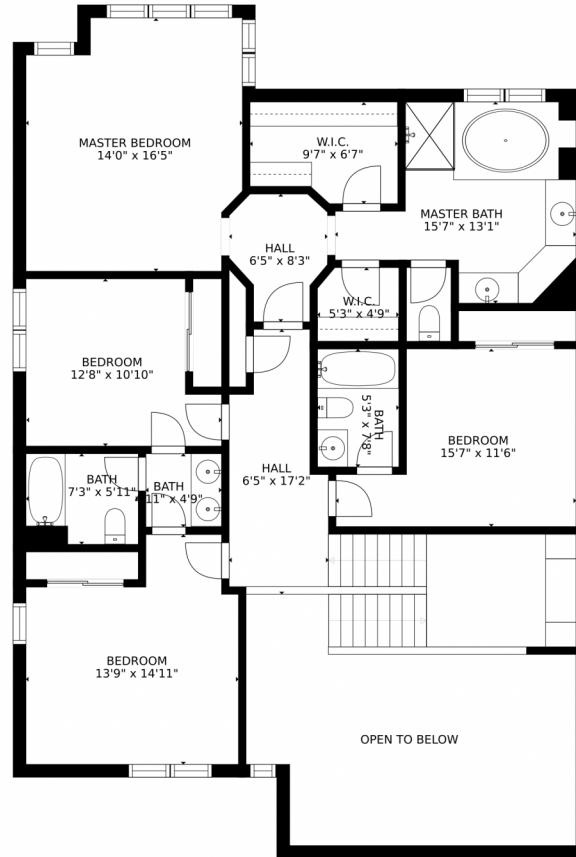 MASTER BEDROOM
14'0" x 16'5"
W.I.C.
9'7" x 6'7"
MASTER BATH
15'7" x 13'1"
HALL
6'5" x 8'3"
W.I.C.
5'3" x 4'9"
BEDROOM
12'8" x 10'10"
BATH
5'3" x 7'8"
BEDROOM
15'7" x 11'6"
BATH
7'3" x 5'11"
BATH
11" x 4'9"
HALL
6'5" x 17'2"
BEDROOM
13'9" x 14'11"
OPEN TO BELOW